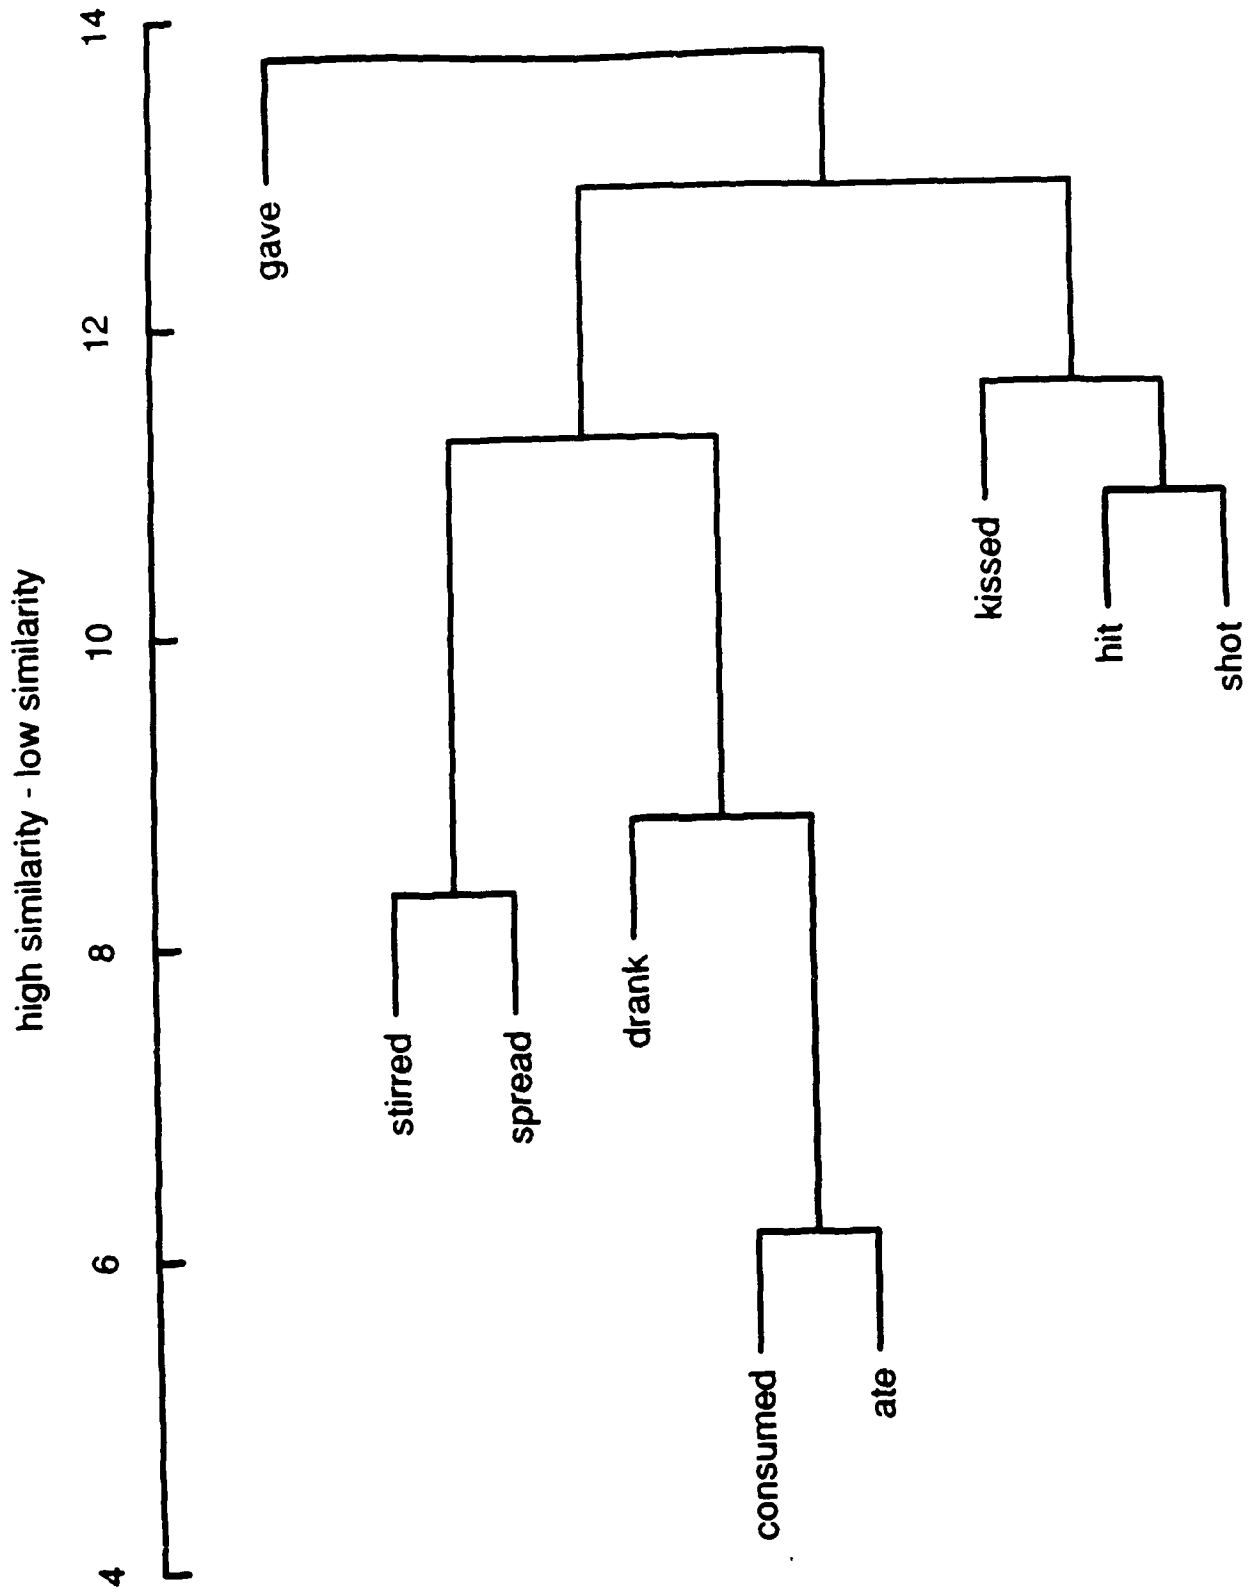 high similarity - low similarity
4 6 8 10 12 14
gave
stirred
spread
drank
consumed
ate
kissed
hit
shot